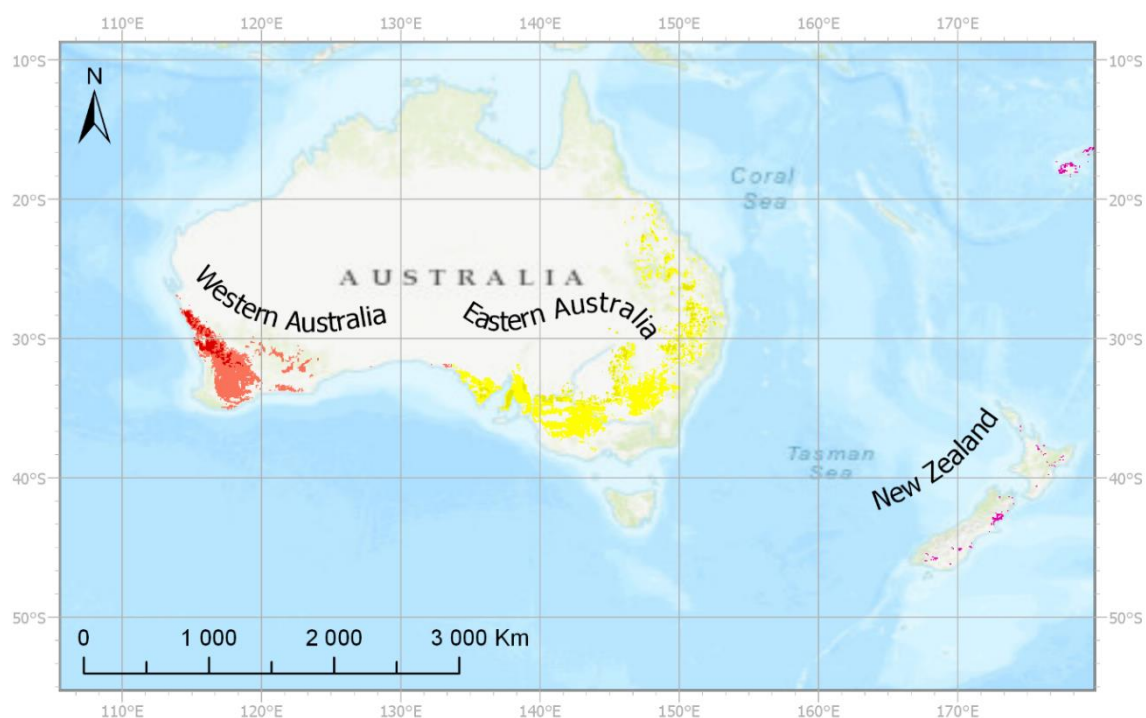 110°E 120°E 130°E 140°E 150°E 160°E 170°E
10°S 10°S
N
Coral
Sea
20°S 20°S
AUSTRALIA
Western Australia
Eastern Australia
30°S 30°S
New Zealand
Tasman
Sea
40°S 40°S
50°S 50°S
0 1 000 2 000 3 000 Km
110°E 120°E 130°E 140°E 150°E 160°E 170°E